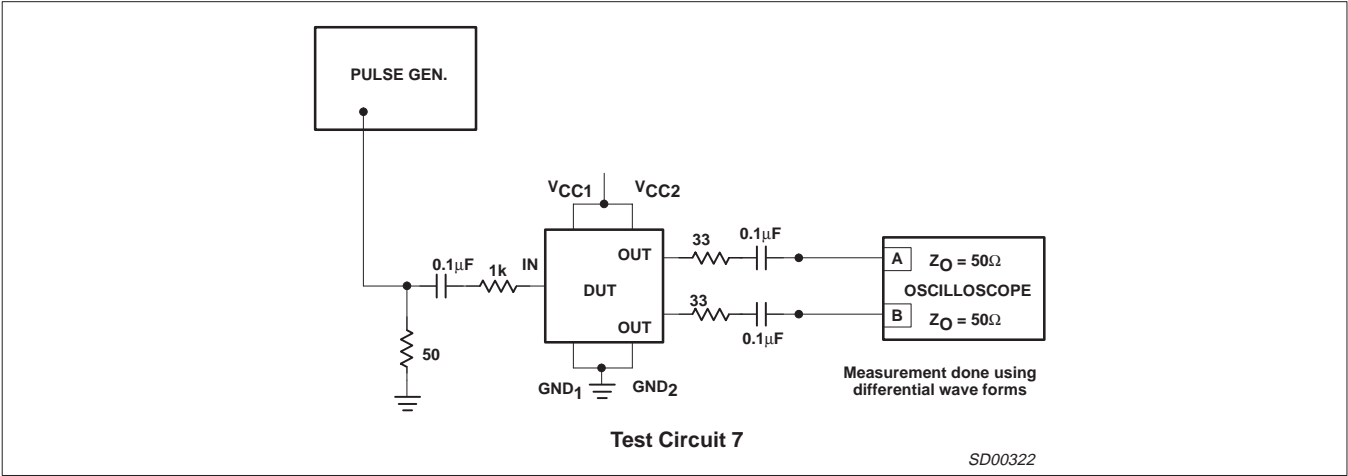 PULSE GEN.
VCC1 VCC2
0.1μF 1k IN
OUT
33
0.1μF
DUT
33
OUT
0.1μF
50
GND1 GND2
A ZO = 50Ω
OSCILLOSCOPE
B ZO = 50Ω
Measurement done using
differential wave forms
Test Circuit 7
SD00322